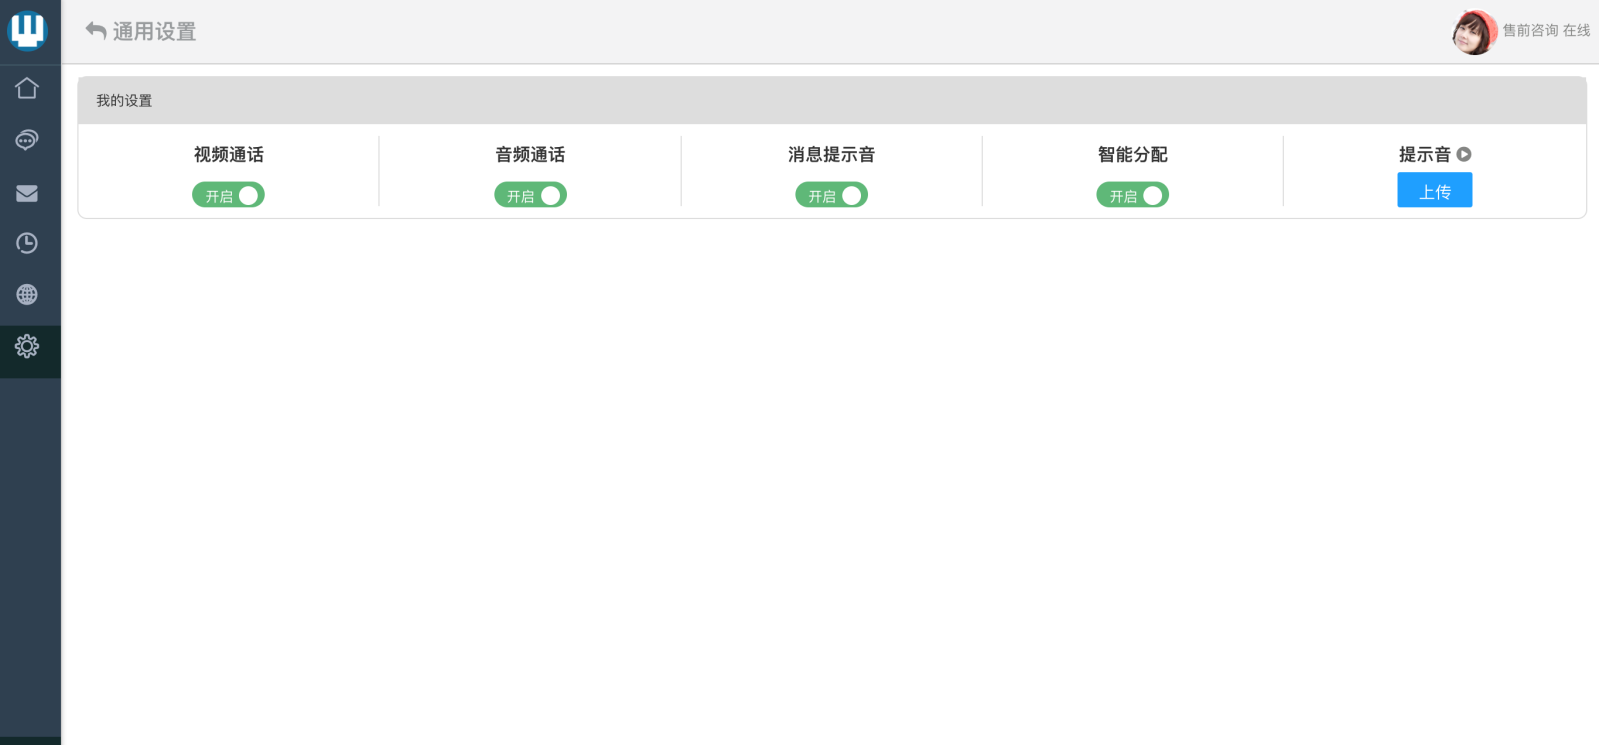 通用设置
售前咨询 在线
我的设置
视频通话 音频通话 消息提示音 智能分配 提示音
开启 开启 开启 开启 上传